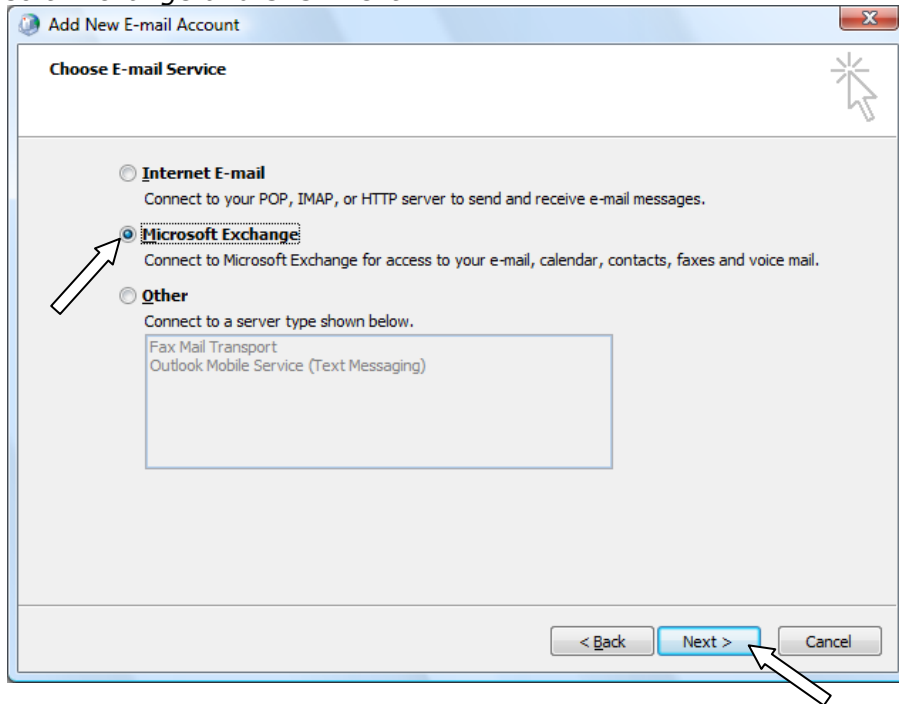 Add New E-mail Account
Choose E-mail Service
Internet E-mail
Connect to your POP, IMAP, or HTTP server to send and receive e-mail messages.
Microsoft Exchange
Connect to Microsoft Exchange for access to your e-mail, calendar, contacts, faxes and voice mail.
Other
Connect to a server type shown below.
Fax Mail Transport
Outlook Mobile Service (Text Messaging)
< Back Next > Cancel